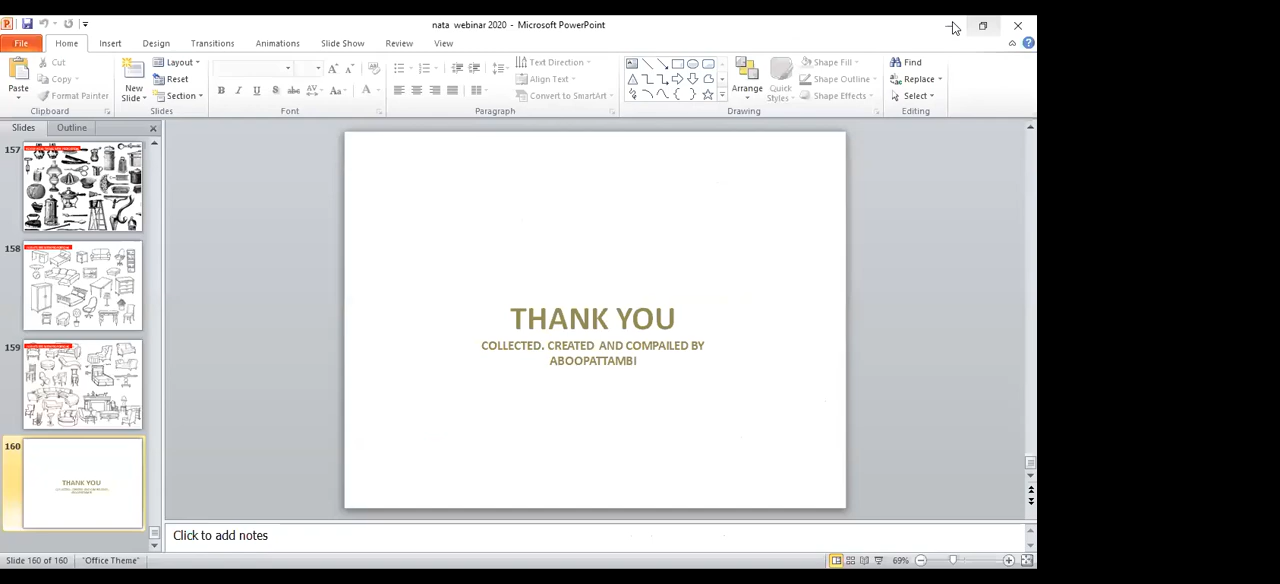 nata webinar 2020 - Microsoft PowerPoint
File Home Insert Design Transitions Animations Slide Show Review View
Paste
Cut
Copy
Format Painter
Clipboard
New Slide
Layout
Reset
Section
Slides
B I U S abc AV Aa A
Font
Text Direction
Align Text
Convert to SmartArt
Paragraph
Arrange
Quick Styles
Shape Fill
Shape Outline
Shape Effects
Drawing
Find
Replace
Select
Editing
Slides Outline
157
158
159
160
THANK YOU
THANK YOU
COLLECTED. CREATED AND COMPAILED BY
ABOOPATTAMBI
Click to add notes
Slide 160 of 160 "Office Theme" 69%